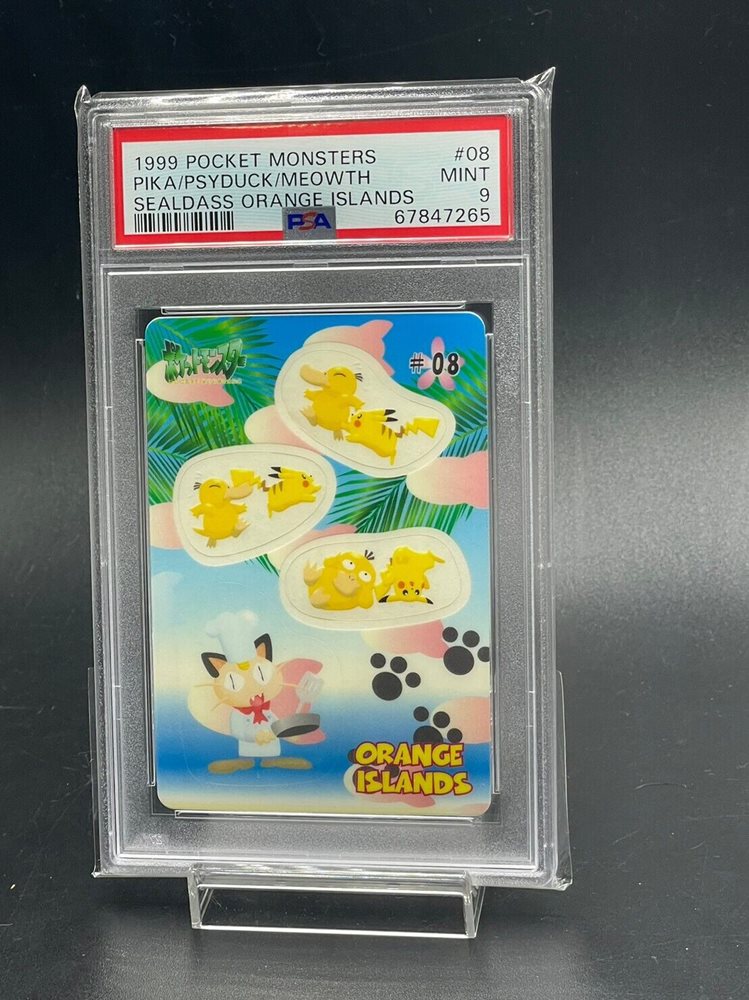 1999 POCKET MONSTERS #08
PIKA/PSYDUCK/MEOWTH MINT
SEALDASS ORANGE ISLANDS 9
PSA 67847265
ポケットモンスター
#08
ORANGE
ISLANDS